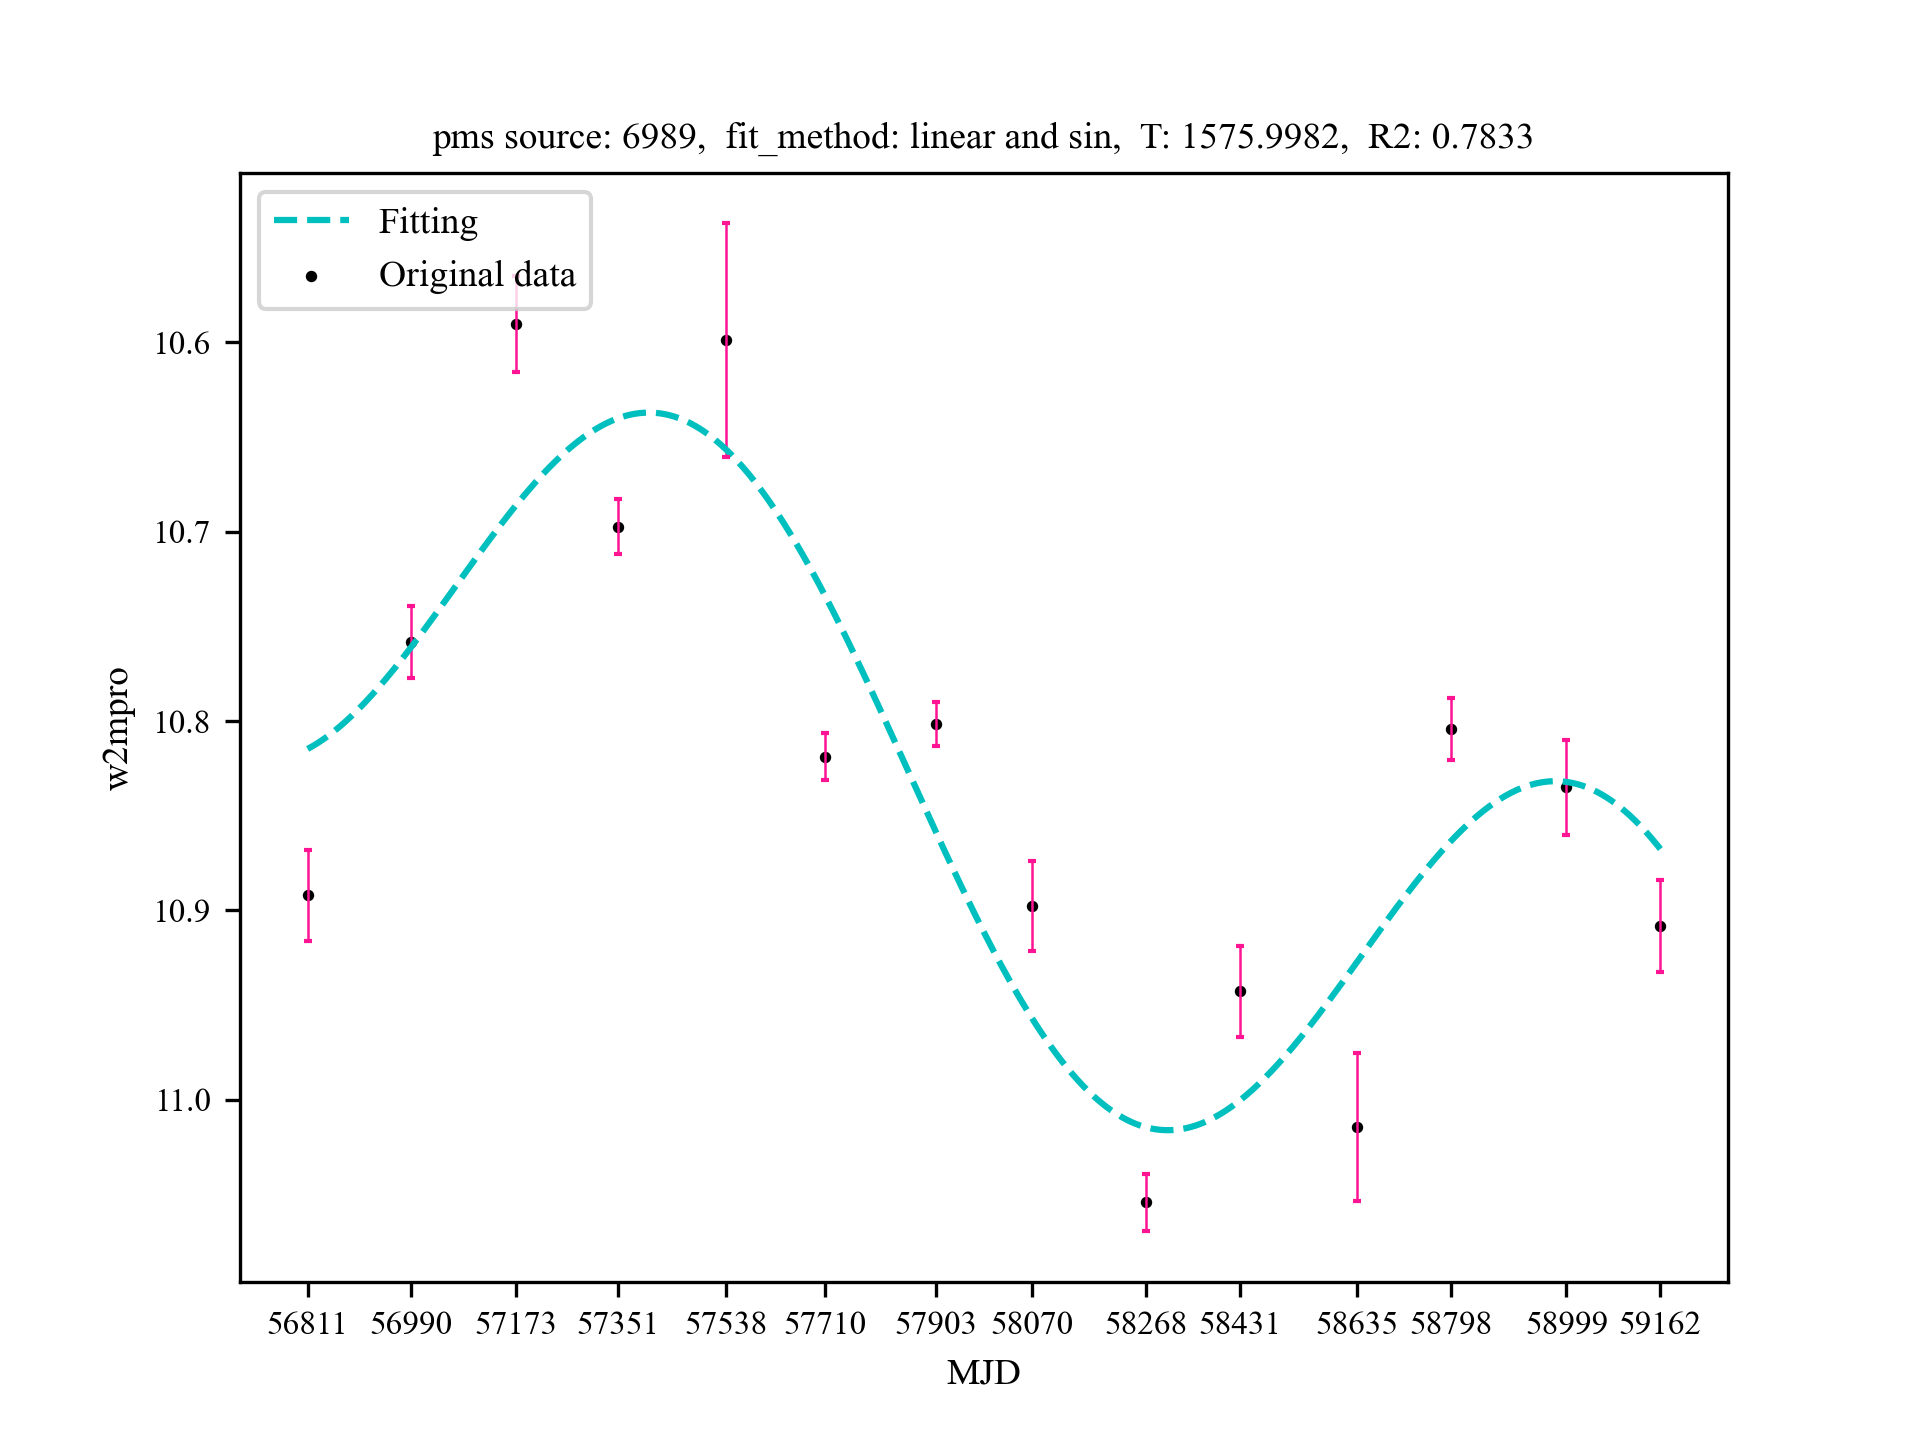 pms source: 6989,  fit_method: linear and sin,  T: 1575.9982,  R2: 0.7833
Fitting
Original data
10.6
10.7
10.8
10.9
11.0
w2mpro
56811 56990 57173 57351 57538 57710 57903 58070 58268 58431 58635 58798 58999 59162
MJD